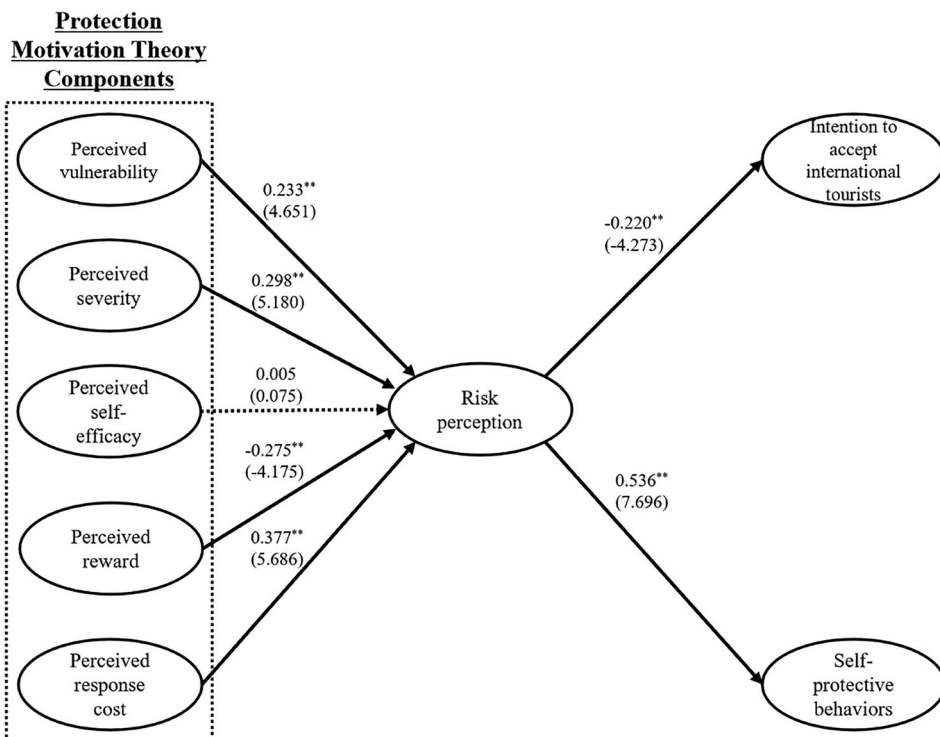 Protection
Motivation Theory
Components
Perceived
vulnerability
0.233**
(4.651)
Perceived
severity
0.298**
(5.180)
Perceived
self-
efficacy
0.005
(0.075)
Perceived
reward
-0.275**
(-4.175)
Perceived
response
cost
0.377**
(5.686)
Risk
perception
-0.220**
(-4.273)
Intention to
accept
international
tourists
0.536**
(7.696)
Self-
protective
behaviors